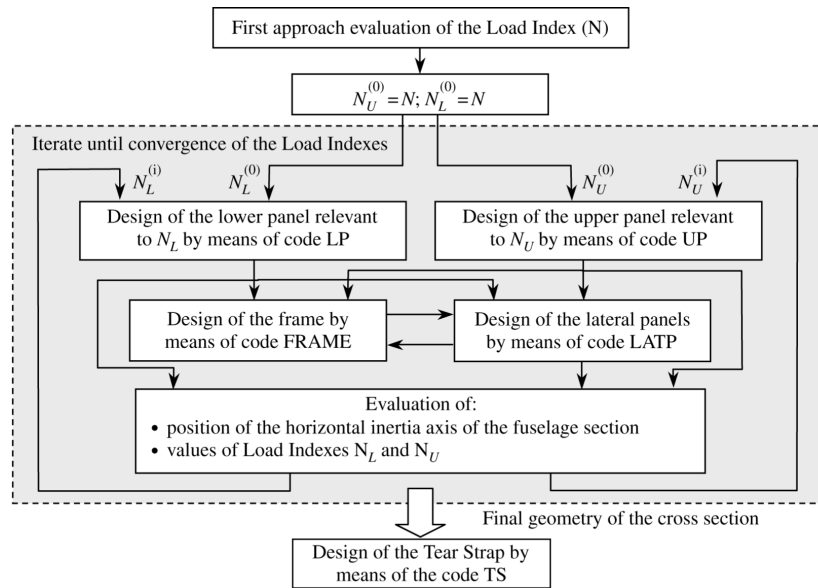 First approach evaluation of the Load Index (N)
N_U^(0) = N; N_L^(0) = N
Iterate until convergence of the Load Indexes
N_L^(i) N_L^(0) N_U^(0) N_U^(i)
Design of the lower panel relevant
to N_L by means of code LP
Design of the upper panel relevant
to N_U by means of code UP
Design of the frame by
means of code FRAME
Design of the lateral panels
by means of code LATP
Evaluation of:
• position of the horizontal inertia axis of the fuselage section
• values of Load Indexes N_L and N_U
Final geometry of the cross section
Design of the Tear Strap by
means of the code TS